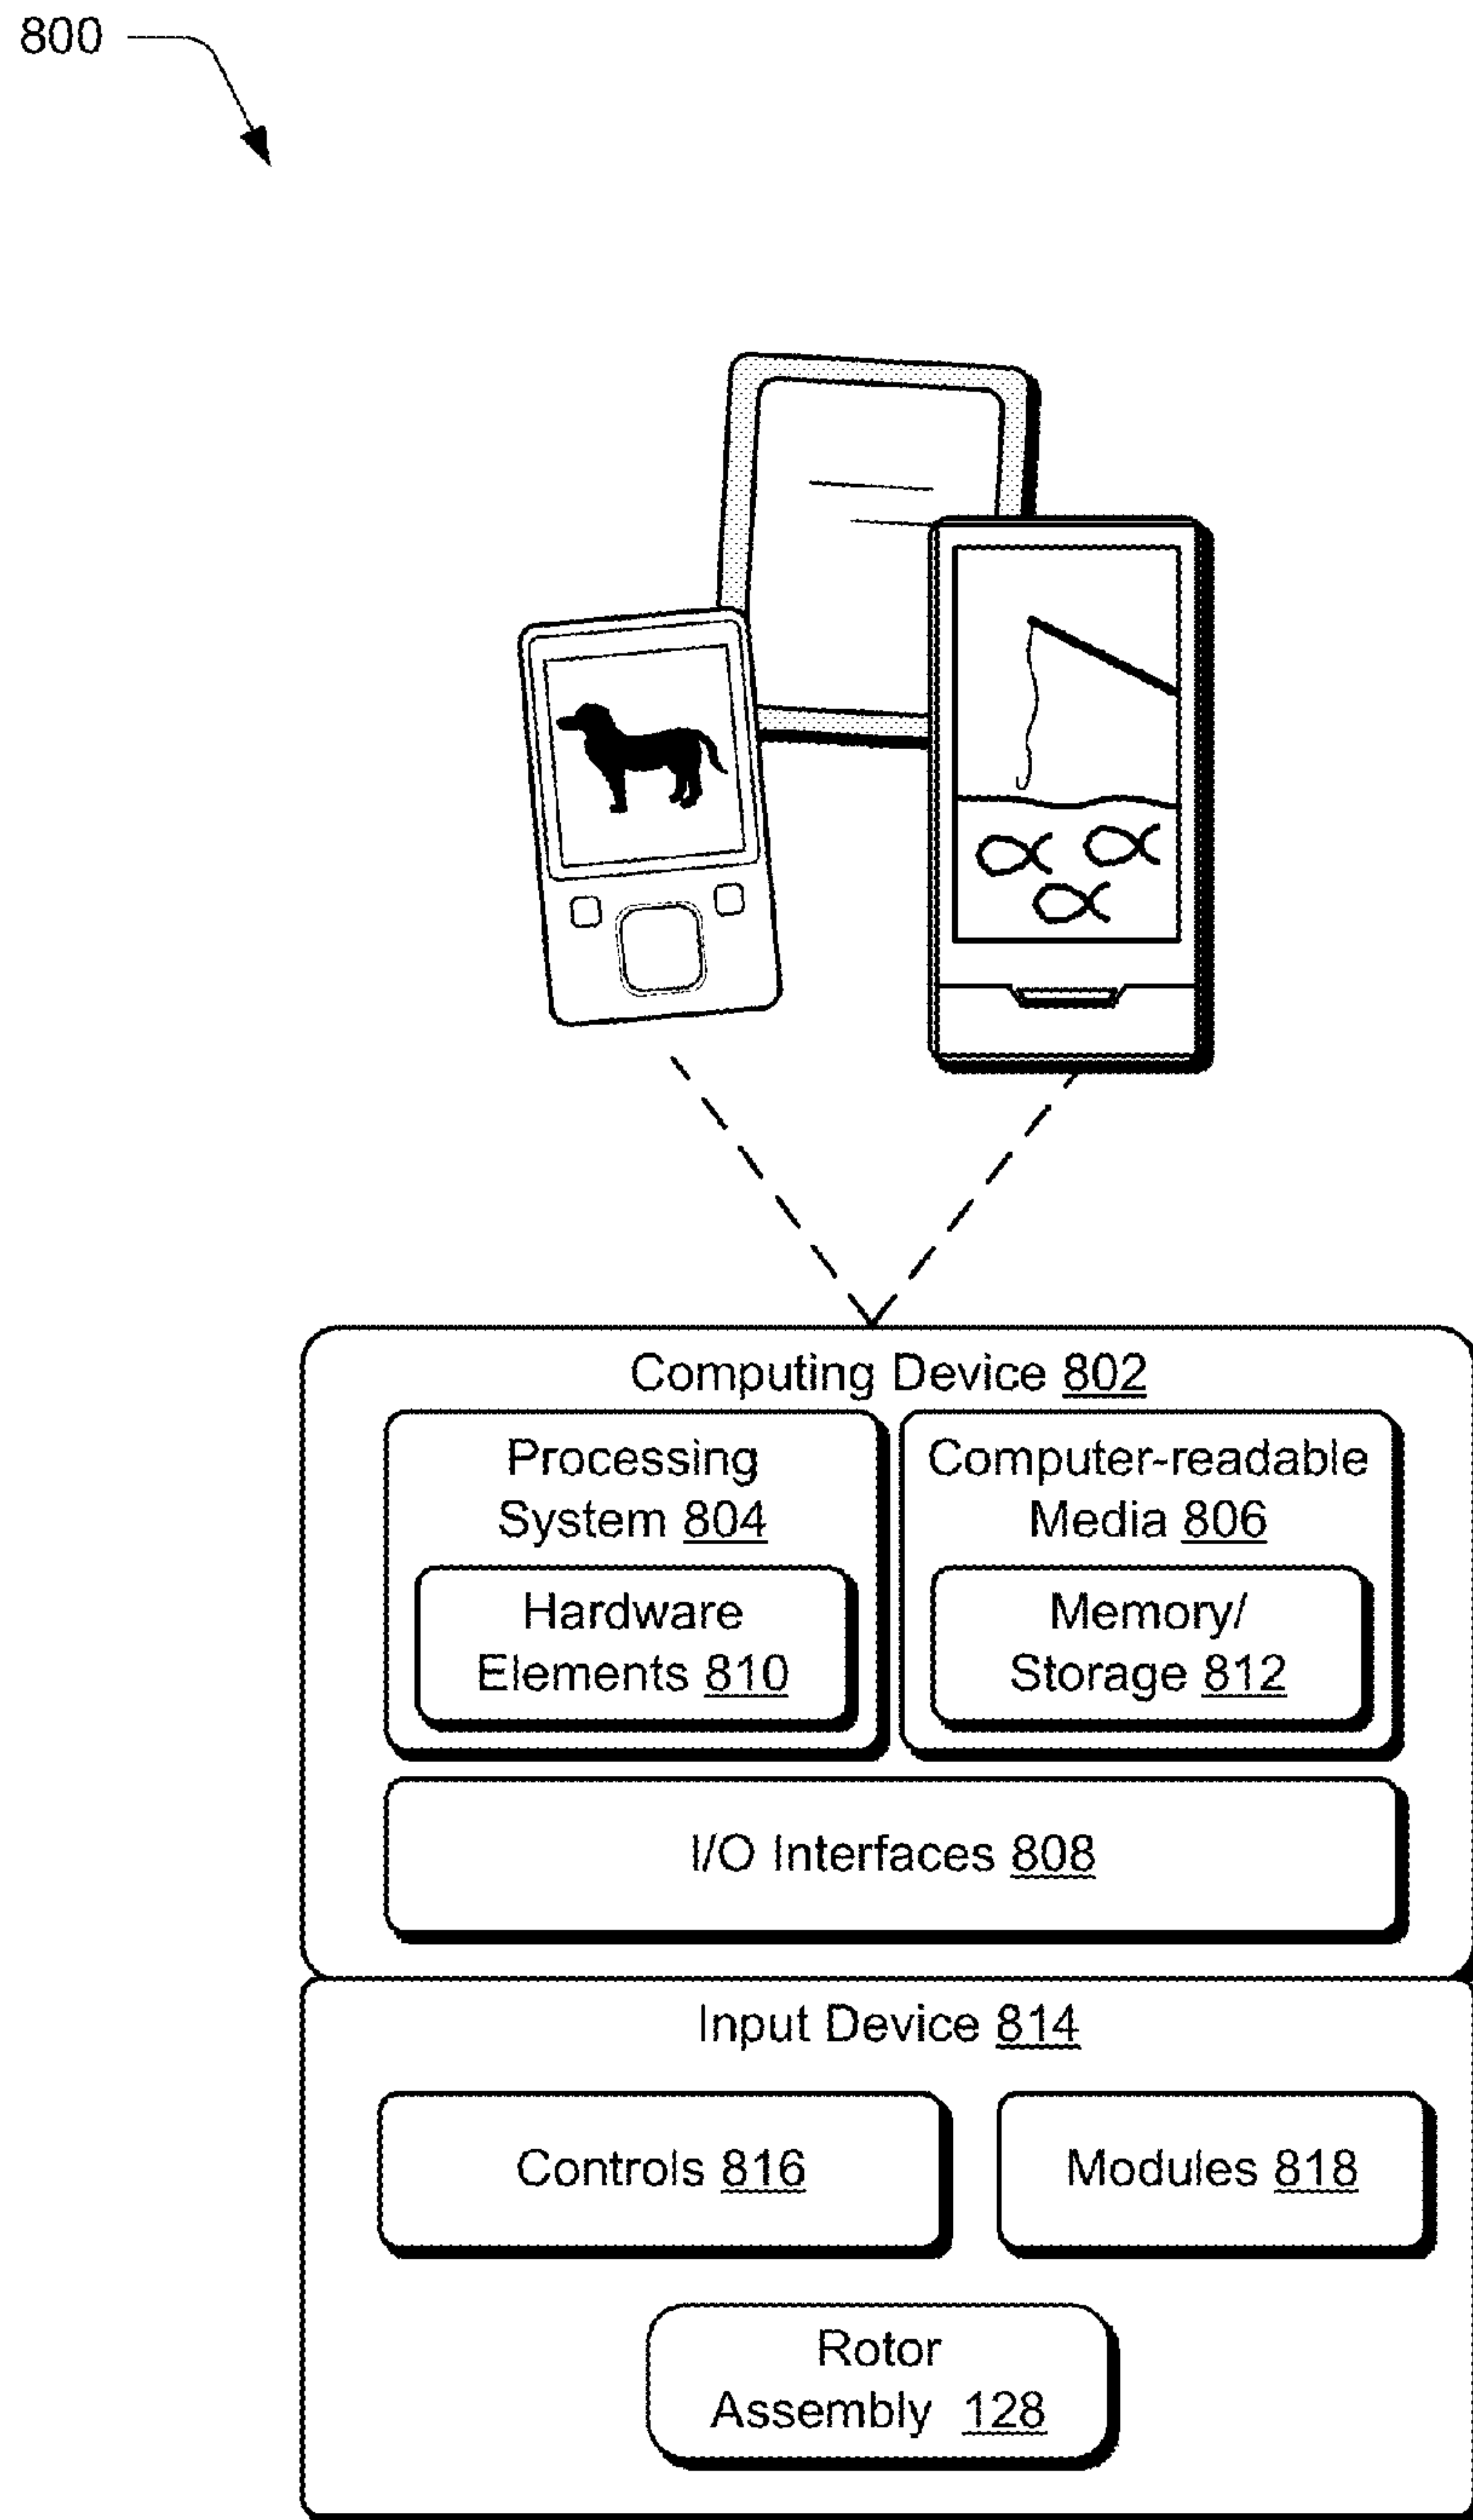 800
Computing Device 802
Processing
System 804
Computer-readable
Media 806
Hardware
Elements 810
Memory/
Storage 812
I/O Interfaces 808
Input Device 814
Controls 816
Modules 818
Rotor
Assembly 128